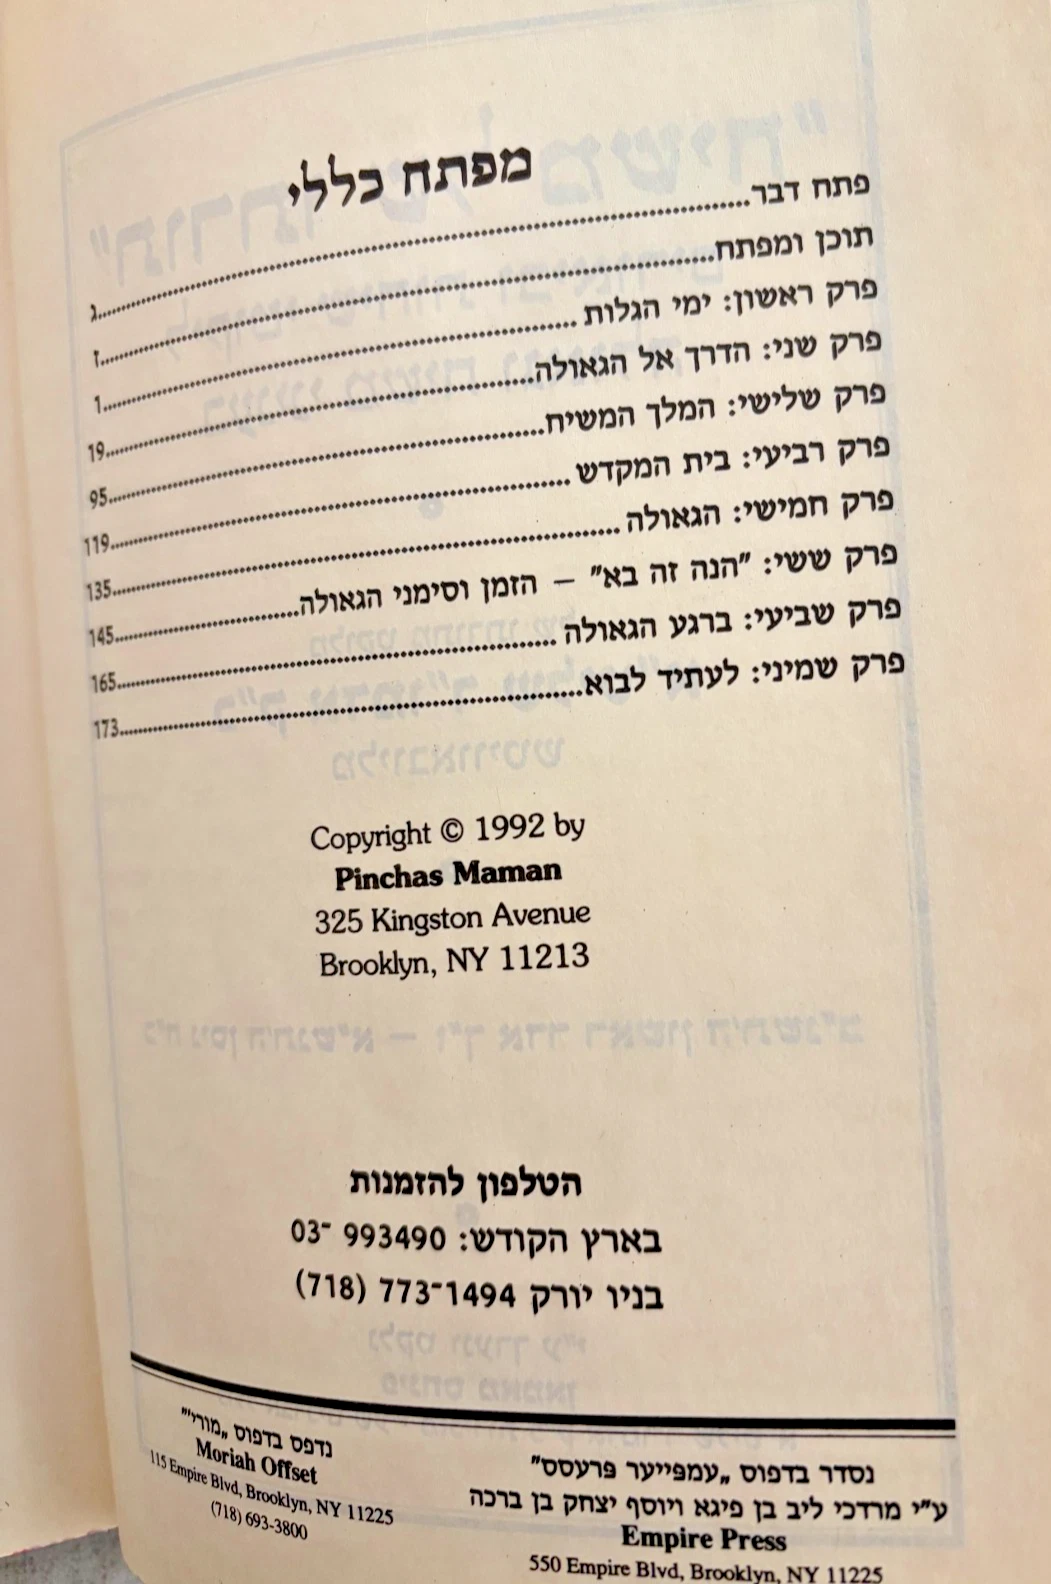 מפתח כללי
פתח דבר.....ג
תוכן ומפתח.....ז
פרק ראשון: ימי הגלות.....1
פרק שני: הדרך אל הגאולה.....19
פרק שלישי: המלך המשיח.....95
פרק רביעי: בית המקדש.....119
פרק חמישי: הגאולה.....135
פרק ששי: "הנה זה בא" – הזמן וסימני הגאולה.....145
פרק שביעי: ברגע הגאולה.....165
פרק שמיני: לעתיד לבוא.....173
Copyright © 1992 by
Pinchas Maman
325 Kingston Avenue
Brooklyn, NY 11213
הטלפון להזמנות
בארץ הקודש: 03- 993490
בניו יורק 773-1494 (718)
נסדר בדפוס „עמפייער פרעסס"
ע"י מרדכי ליב בן פיגא ויוסף יצחק בן ברכה
Empire Press
550 Empire Blvd, Brooklyn, NY 11225
נדפס בדפוס „מורי'"
Moriah Offset
115 Empire Blvd, Brooklyn, NY 11225
(718) 693-3800